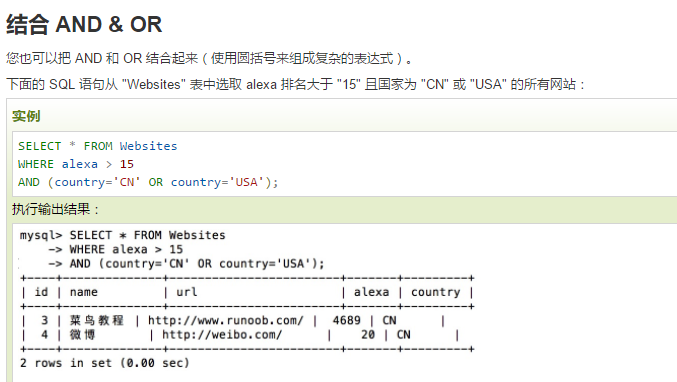 结合 AND & OR
您也可以把 AND 和 OR 结合起来（使用圆括号来组成复杂的表达式）。
下面的 SQL 语句从 "Websites" 表中选取 alexa 排名大于 "15" 且国家为 "CN" 或 "USA" 的所有网站：
实例
SELECT * FROM Websites
WHERE alexa > 15
AND (country='CN' OR country='USA');
执行输出结果：
mysql> SELECT * FROM Websites
    -> WHERE alexa > 15
    -> AND (country='CN' OR country='USA');
+----+--------------+-------------------------+-------+---------+
| id | name         | url                     | alexa | country |
+----+--------------+-------------------------+-------+---------+
|  3 | 菜鸟教程 | http://www.runoob.com/ |  4689 | CN      |
|  4 | 微博       | http://weibo.com/      |    20 | CN      |
+----+--------------+-------------------------+-------+---------+
2 rows in set (0.00 sec)